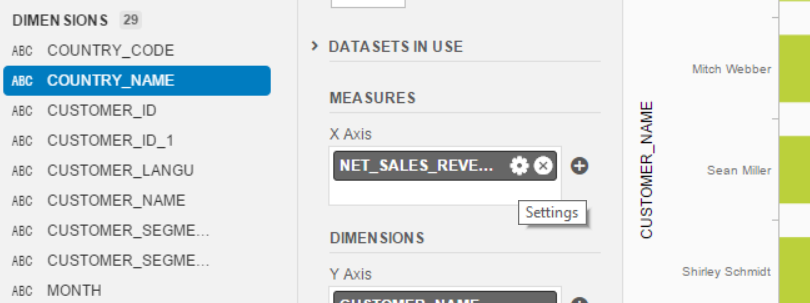 DIMENSIONS 29
ABC COUNTRY_CODE
ABC COUNTRY_NAME
ABC CUSTOMER_ID
ABC CUSTOMER_ID_1
ABC CUSTOMER_LANGU
ABC CUSTOMER_NAME
ABC CUSTOMER_SEGME...
ABC CUSTOMER_SEGME...
ABC MONTH
DATASETS IN USE
MEASURES
X Axis
NET_SALES_REVE...
Settings
DIMENSIONS
Y Axis
CUSTOMER_NAME
CUSTOMER_NAME
Mitch Webber
Sean Miller
Shirley Schmidt